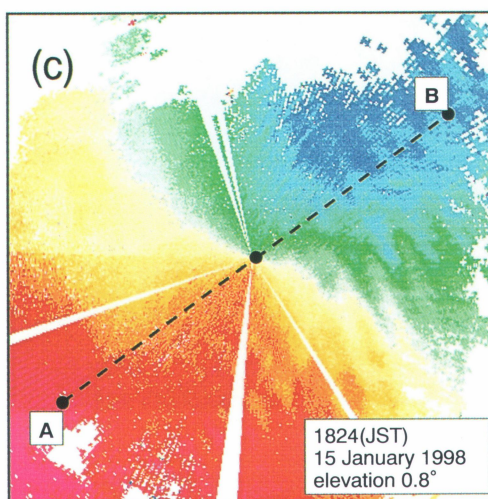 (c)
B
A
1824(JST)
15 January 1998
elevation 0.8°